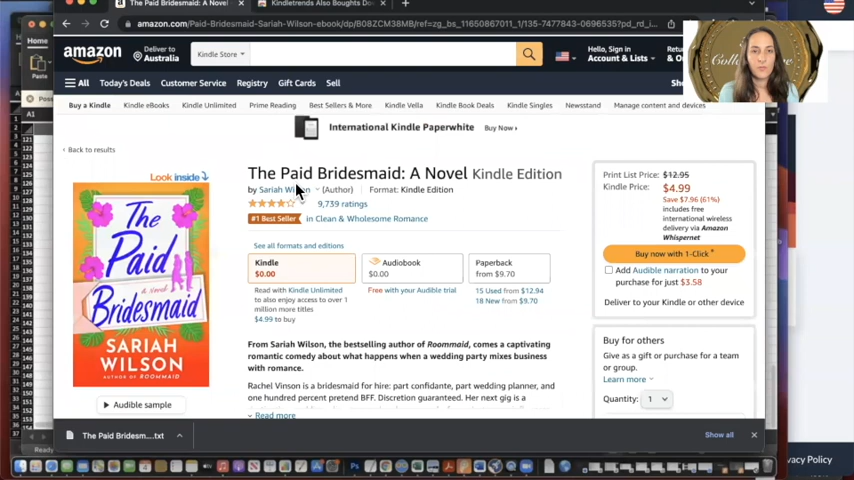 The Paid Bridesmaid: A Novel
Kindletrends Also Boughts Do
Home
amazon.com/Paid-Bridesmaid-Sariah-Wilson-ebook/dp/B08ZCM38MB/ref=zg_bs_11650867011_1/135-7477843-0696535?pd_rd_i...
Paste
amazon
Deliver to
Australia
Kindle Store
Hello, Sign in
Account & Lists
Retu
& Or
All
Today's Deals
Customer Service
Registry
Gift Cards
Sell
A1
Buy a Kindle
Kindle eBooks
Kindle Unlimited
Prime Reading
Best Sellers & More
Kindle Vella
Kindle Book Deals
Kindle Singles
Newsstand
Manage content and devices
International Kindle Paperwhite
Buy Now ›
‹ Back to results
Look inside
The Paid Bridesmaid: A Novel Kindle Edition
by Sariah Wilson (Author) | Format: Kindle Edition
9,739 ratings
#1 Best Seller in Clean & Wholesome Romance
See all formats and editions
Kindle
$0.00
Audiobook
$0.00
Paperback
from $9.70
Read with Kindle Unlimited
to also enjoy access to over 1
million more titles
$4.99 to buy
Free with your Audible trial
15 Used from $12.94
18 New from $9.70
From Sariah Wilson, the bestselling author of Roommaid, comes a captivating
romantic comedy about what happens when a wedding party mixes business
with romance.
Rachel Vinson is a bridesmaid for hire: part confidante, part wedding planner, and
one hundred percent pretend BFF. Discretion guaranteed. Her next gig is a
Read more
The
Paid
a novel
Bridesmaid
SARIAH
WILSON
AUTHOR OF ROOMMAID
Audible sample
Print List Price: $12.95
Kindle Price: $4.99
Save $7.96 (61%)
includes free
international wireless
delivery via Amazon
Whispernet
Buy now with 1-Click
Add Audible narration to your
purchase for just $3.58
Deliver to your Kindle or other device
Buy for others
Give as a gift or purchase for a team
or group.
Learn more
Quantity: 1
The Paid Bridesm....txt
Show all
Ready
vacy Policy